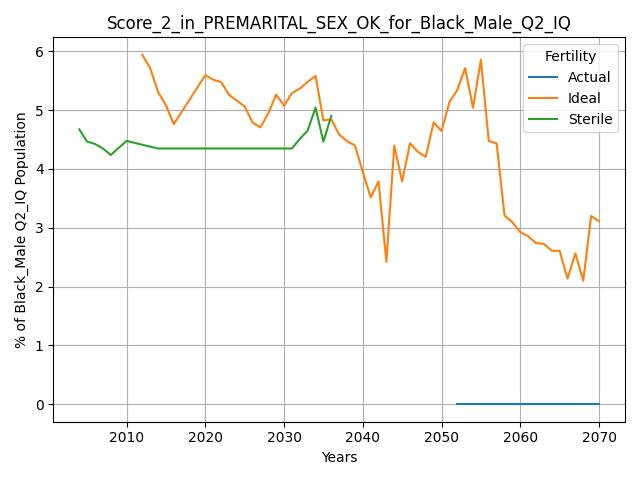 Score_2_in_PREMARITAL_SEX_OK_for_Black_Male_Q2_IQ
% of Black_Male Q2_IQ Population
6
5
4
3
2
1
0
Fertility
Actual
Ideal
Sterile
2010 2020 2030 2040 2050 2060 2070
Years